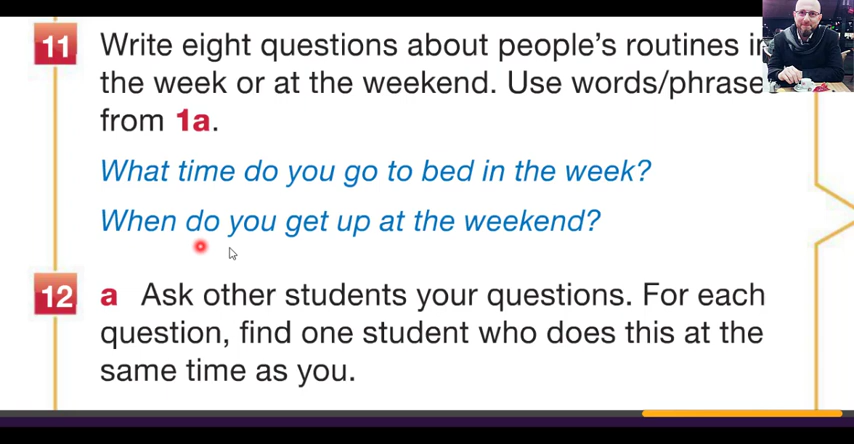 11 Write eight questions about people's routines in
the week or at the weekend. Use words/phrase
from 1a.
What time do you go to bed in the week?
When do you get up at the weekend?
12 a Ask other students your questions. For each
question, find one student who does this at the
same time as you.